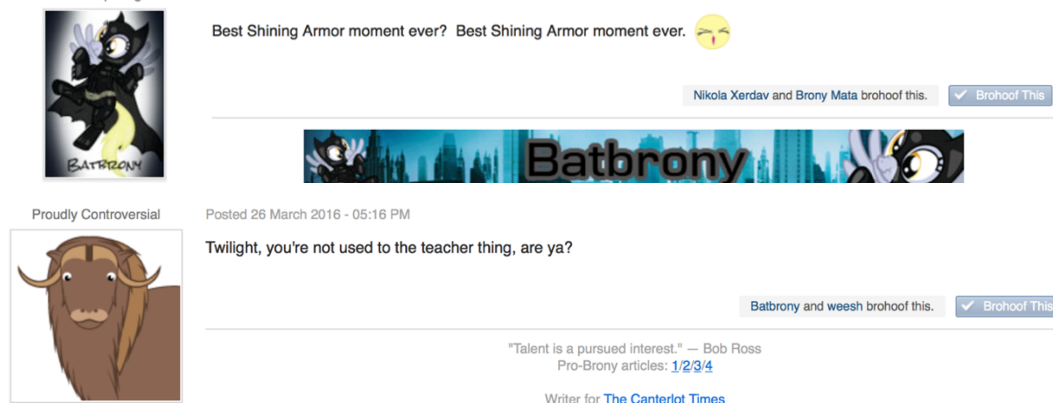 Best Shining Armor moment ever?  Best Shining Armor moment ever.
BATBRONY
Nikola Xerdav and Brony Mata brohoof this.
Brohoof This
Batbrony
Proudly Controversial
Posted 26 March 2016 - 05:16 PM
Twilight, you're not used to the teacher thing, are ya?
Batbrony and weesh brohoof this.
Brohoof This
"Talent is a pursued interest." — Bob Ross
Pro-Brony articles: 1/2/3/4
Writer for The Canterlot Times